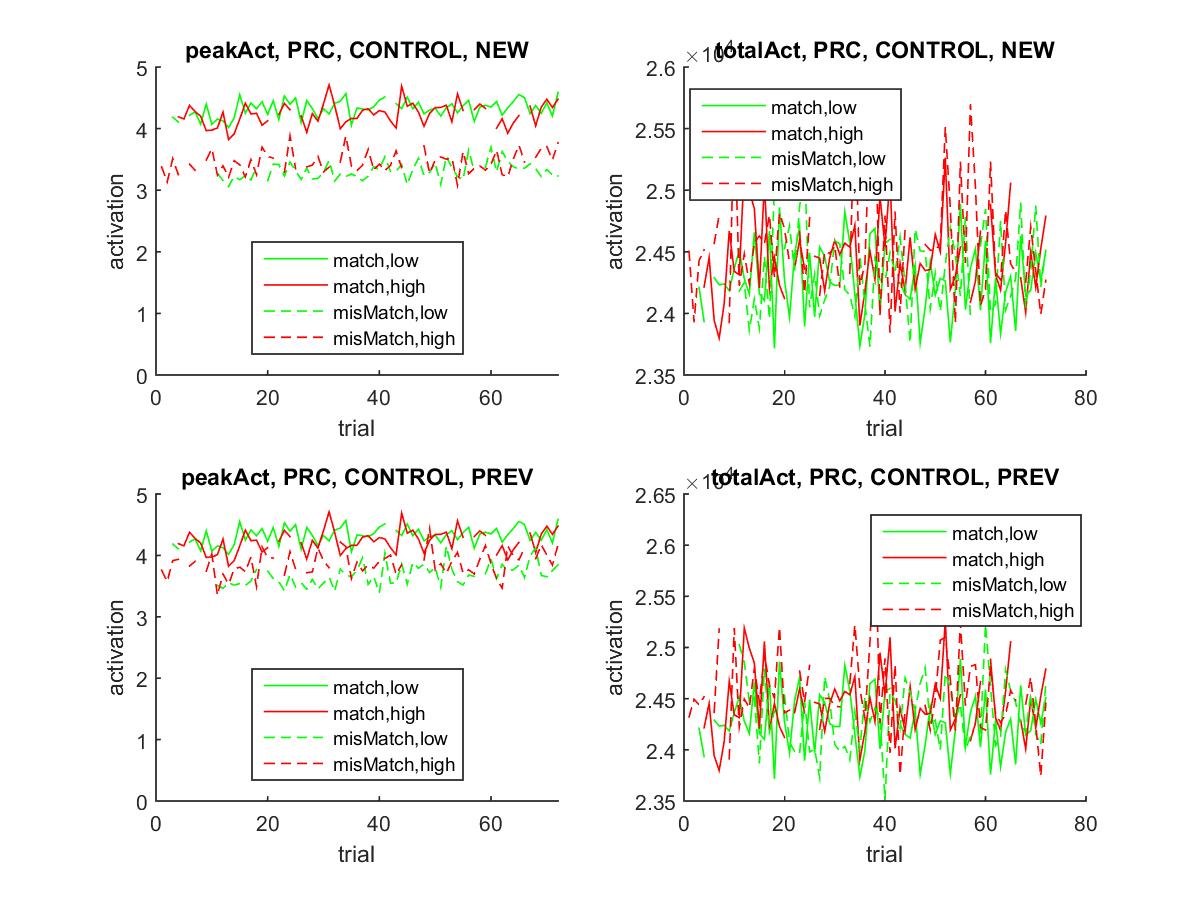 peakAct, PRC, CONTROL, NEW
5
4
3
2
1
0
activation
match,low
match,high
misMatch,low
misMatch,high
0
20
40
60
trial
×10⁴
totalAct, PRC, CONTROL, NEW
2.6
2.55
2.5
2.45
2.4
2.35
activation
match,low
match,high
misMatch,low
misMatch,high
0
20
40
60
80
trial
peakAct, PRC, CONTROL, PREV
5
4
3
2
1
0
activation
match,low
match,high
misMatch,low
misMatch,high
0
20
40
60
trial
×10⁴
totalAct, PRC, CONTROL, PREV
2.65
2.6
2.55
2.5
2.45
2.4
2.35
activation
match,low
match,high
misMatch,low
misMatch,high
0
20
40
60
80
trial